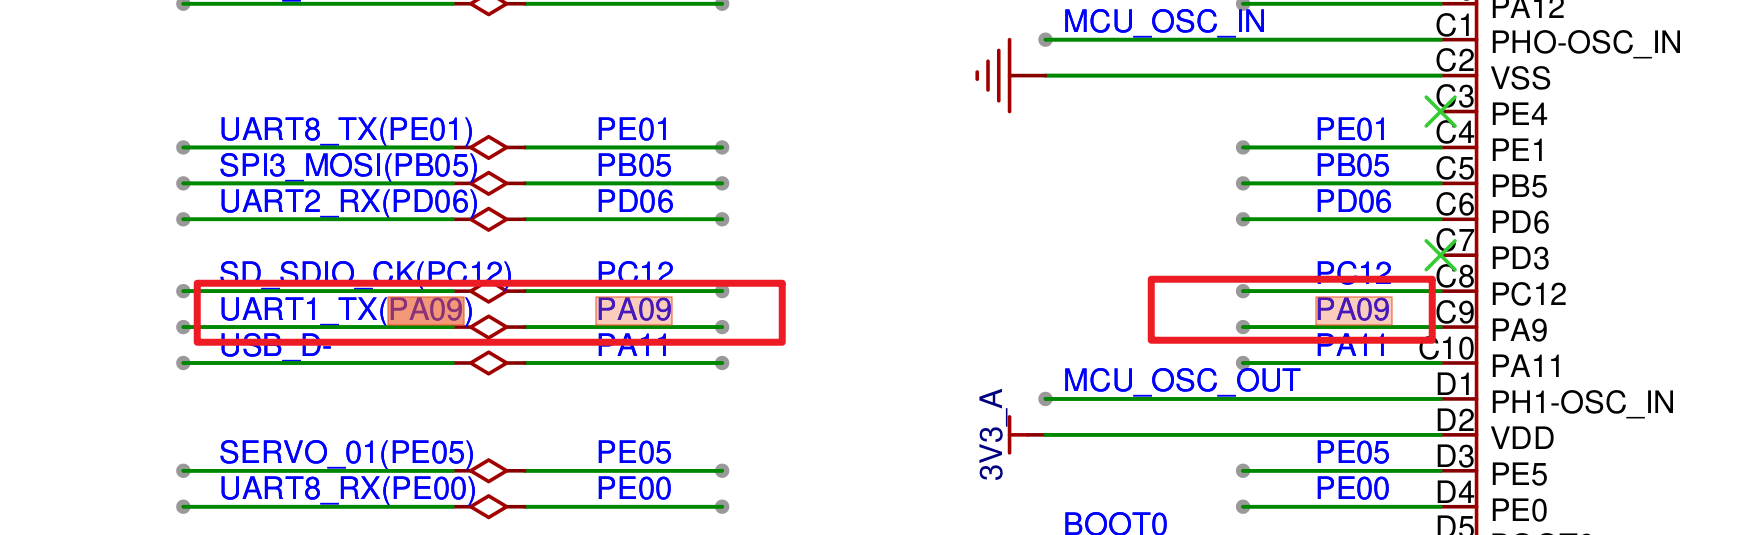 PA12
MCU_OSC_IN C1 PHO-OSC_IN
C2 VSS
C3 PE4
UART8_TX(PE01) PE01 PE01 C4 PE1
SPI3_MOSI(PB05) PB05 PB05 C5 PB5
UART2_RX(PD06) PD06 PD06 C6 PD6
C7 PD3
SD_SDIO_CK(PC12) PC12 PC12 C8 PC12
UART1_TX(PA09) PA09 PA09 C9 PA9
USB_D- PA11 PA11 C10 PA11
MCU_OSC_OUT D1 PH1-OSC_IN
3V3_A D2 VDD
SERVO_01(PE05) PE05 PE05 D3 PE5
UART8_RX(PE00) PE00 PE00 D4 PE0
BOOT0 D5